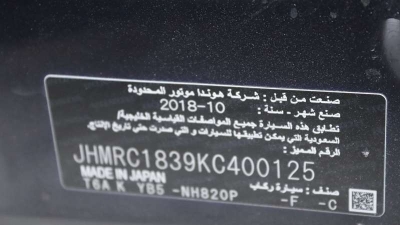 صنعت من قبل : شركة هوندا موتور المحدودة
صنع شهر - سنة : 10-2018
تطابق هذه السيارة جميع المواصفات القياسية الخليجية/
السعودية التي يمكن تطبيقها للسيارات و التي صدرت حتى تاريخ الإنتاج.
الرقم المميز :
JHMRC1839KC400125
MADE IN JAPAN صنف : سيارة ركاب
T6A K YB5 -NH820P -F -C